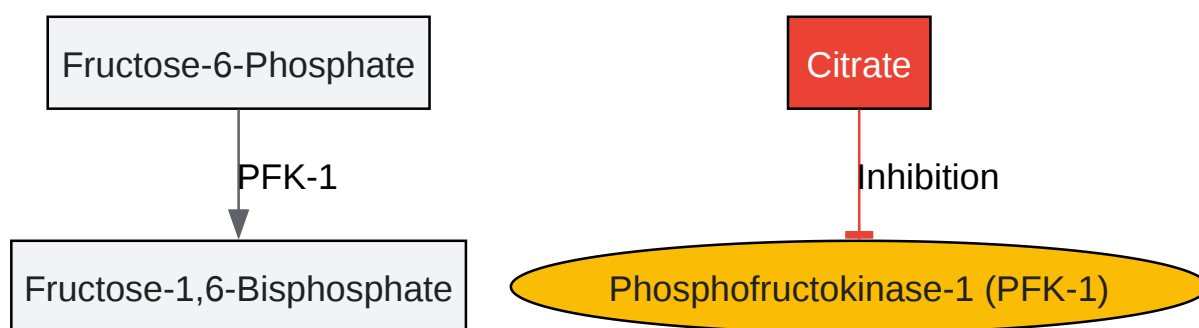 Fructose-6-Phosphate
Citrate
PFK-1
Inhibition
Fructose-1,6-Bisphosphate
Phosphofructokinase-1 (PFK-1)